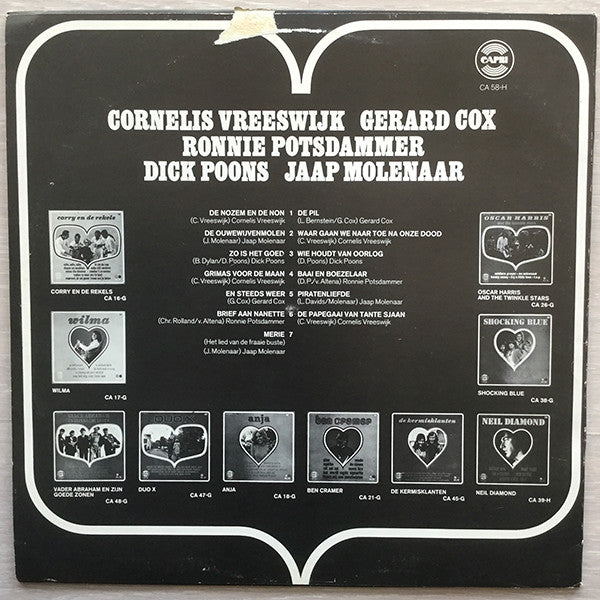 CAPRI
CA 58-H
CORNELIS VREESWIJK GERARD COX
RONNIE POTSDAMMER
DICK POONS JAAP MOLENAAR
DE NOZEM EN DE NON 1 DE PIL
(C. Vreeswijk) Cornelis Vreeswijk (L. Bernstein/G. Cox) Gerard Cox
DE OUWEWUVENMOLEN 2 WAAR GAAN WE NAAR TOE NA ONZE DOOD
(J. Molenaar) Jaap Molenaar (C. Vreeswijk) Cornelis Vreeswijk
ZO IS HET GOED 3 WIE HOUDT VAN OORLOG
(B. Dylan/D. Poons) Dick Poons (D. Poons) Dick Poons
GRIMAS VOOR DE MAAN 4 BAAI EN BOEZELAAR
(C. Vreeswijk) Cornelis Vreeswijk (D.P./v. Altena) Ronnie Potsdammer
EN STEEDS WEER 5 PIRATENLIEFDE
(G. Cox) Gerard Cox (L. Davids/Molenaar) Jaap Molenaar
BRIEF AAN NANETTE 6 DE PAPEGAAI VAN TANTE SJAAN
(Chr. Rolland/v. Altena) Ronnie Potsdammer (C. Vreeswijk) Cornelis Vreeswijk
MERIE 7
(Het lied van de fraaie buste)
(J. Molenaar) Jaap Molenaar
corry en de rekels
CORRY EN DE REKELS
CA 16-G
wilma
WILMA
CA 17-G
OSCAR HARRIS
OSCAR HARRIS
AND THE TWINKLE STARS
CA 26-G
SHOCKING BLUE
SHOCKING BLUE
CA 38-G
VADER ABRAHAM EN ZIJN
GOEDE ZONEN
CA 48-G
DUO X
DUO X
CA 47-G
anja
ANJA
CA 18-G
ben cramer
BEN CRAMER
CA 21-G
de kermisklanten
DE KERMISKLANTEN
CA 45-G
NEIL DIAMOND
NEIL DIAMOND
CA 39-H